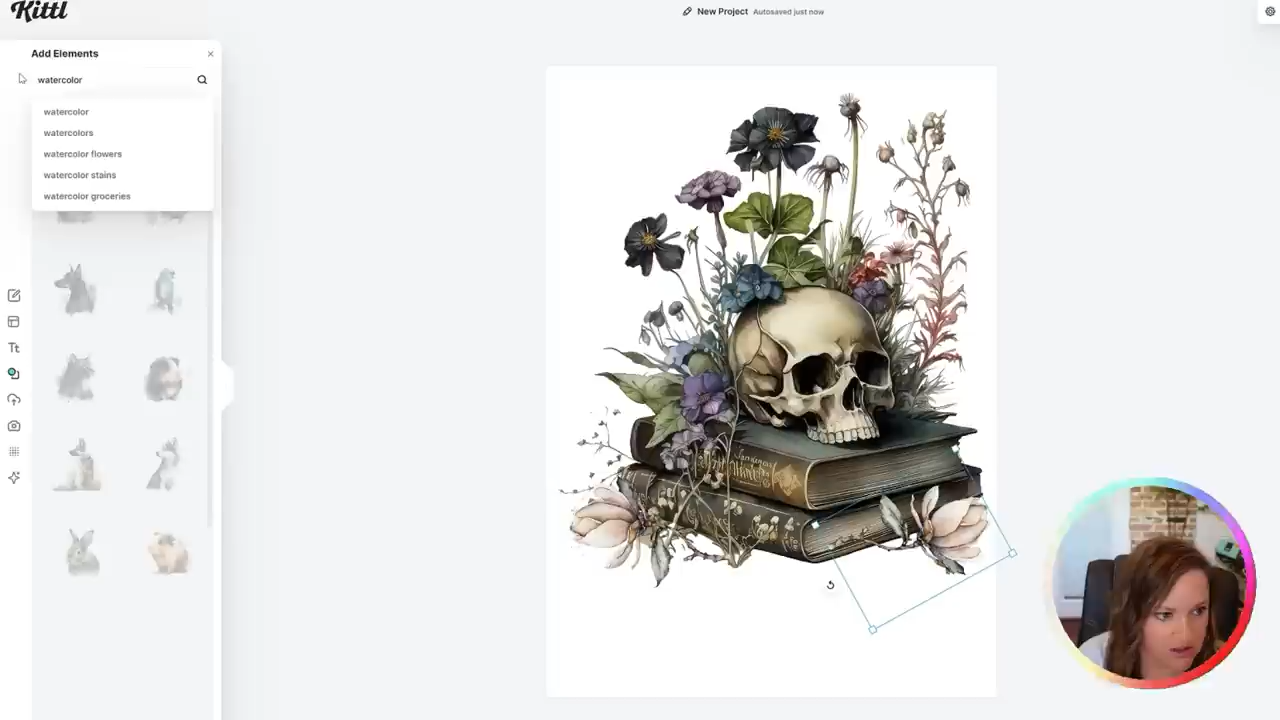 Kittl
New Project Autosaved just now
Add Elements
watercolor
watercolor
watercolors
watercolor flowers
watercolor stains
watercolor groceries
Tt